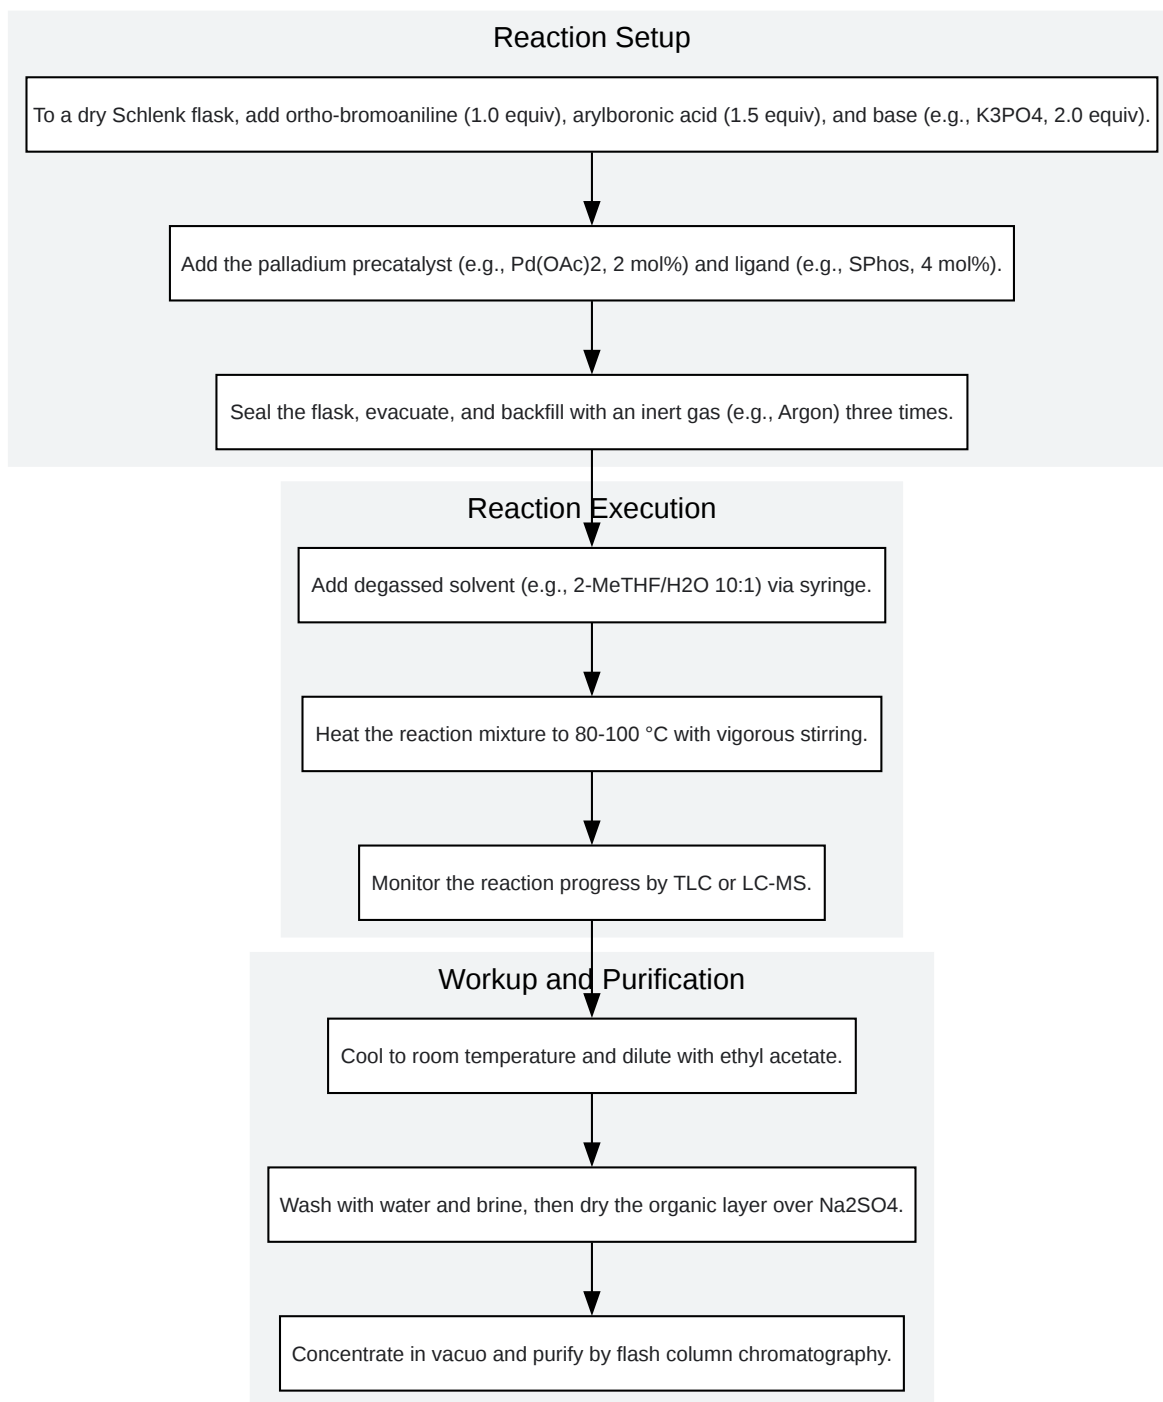 Reaction Setup
To a dry Schlenk flask, add ortho-bromoaniline (1.0 equiv), arylboronic acid (1.5 equiv), and base (e.g., K3PO4, 2.0 equiv).
Add the palladium precatalyst (e.g., Pd(OAc)2, 2 mol%) and ligand (e.g., SPhos, 4 mol%).
Seal the flask, evacuate, and backfill with an inert gas (e.g., Argon) three times.
Reaction Execution
Add degassed solvent (e.g., 2-MeTHF/H2O 10:1) via syringe.
Heat the reaction mixture to 80-100 °C with vigorous stirring.
Monitor the reaction progress by TLC or LC-MS.
Workup and Purification
Cool to room temperature and dilute with ethyl acetate.
Wash with water and brine, then dry the organic layer over Na2SO4.
Concentrate in vacuo and purify by flash column chromatography.